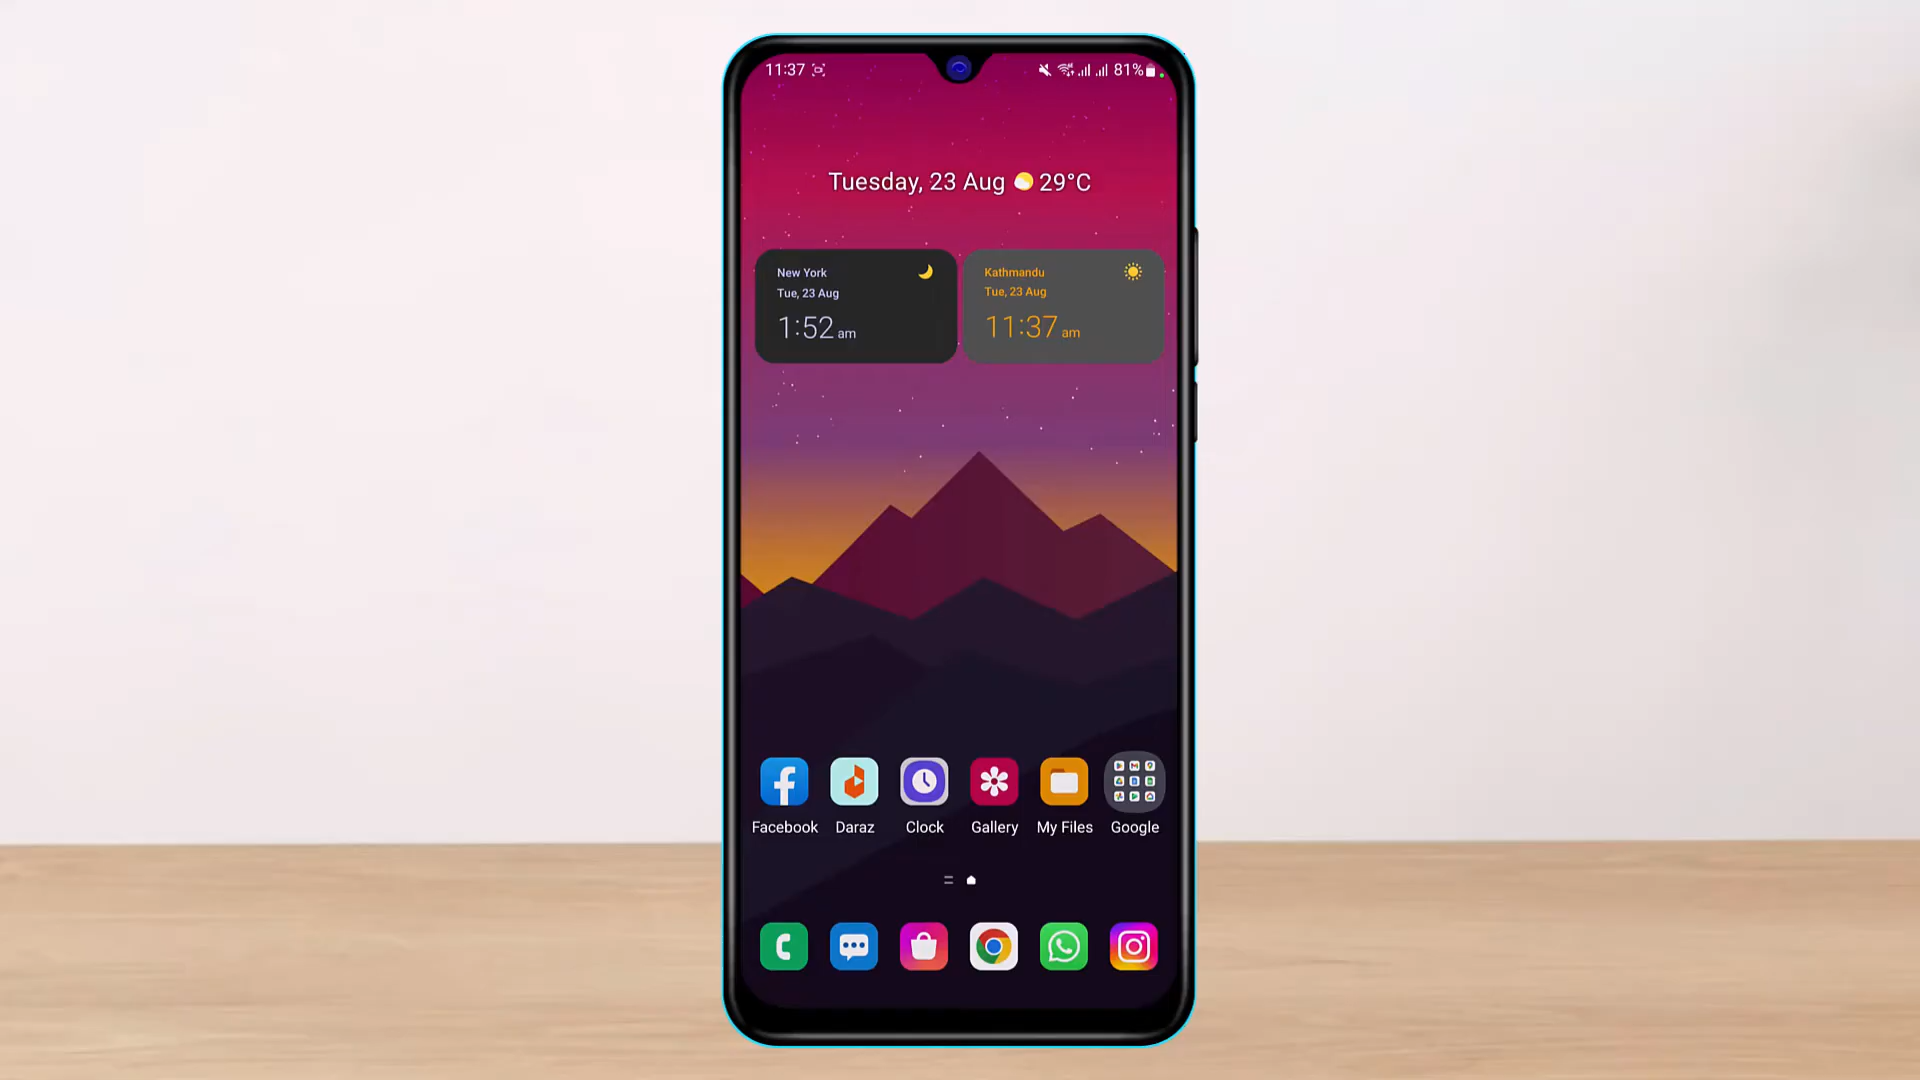 11:37
81%
Tuesday, 23 Aug 29°C
New York
Tue, 23 Aug
1:52 am
Kathmandu
Tue, 23 Aug
11:37 am
Facebook Daraz Clock Gallery My Files Google